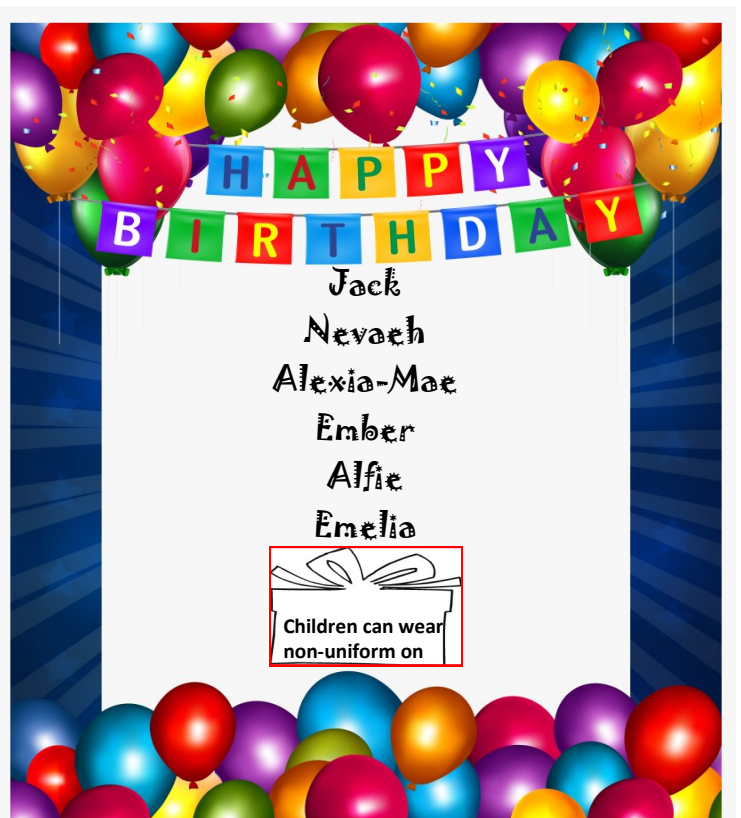 HAPPY
BIRTHDAY
Jack
Nevaeh
Alexia-Mae
Ember
Alfie
Emelia
Children can wear
non-uniform on